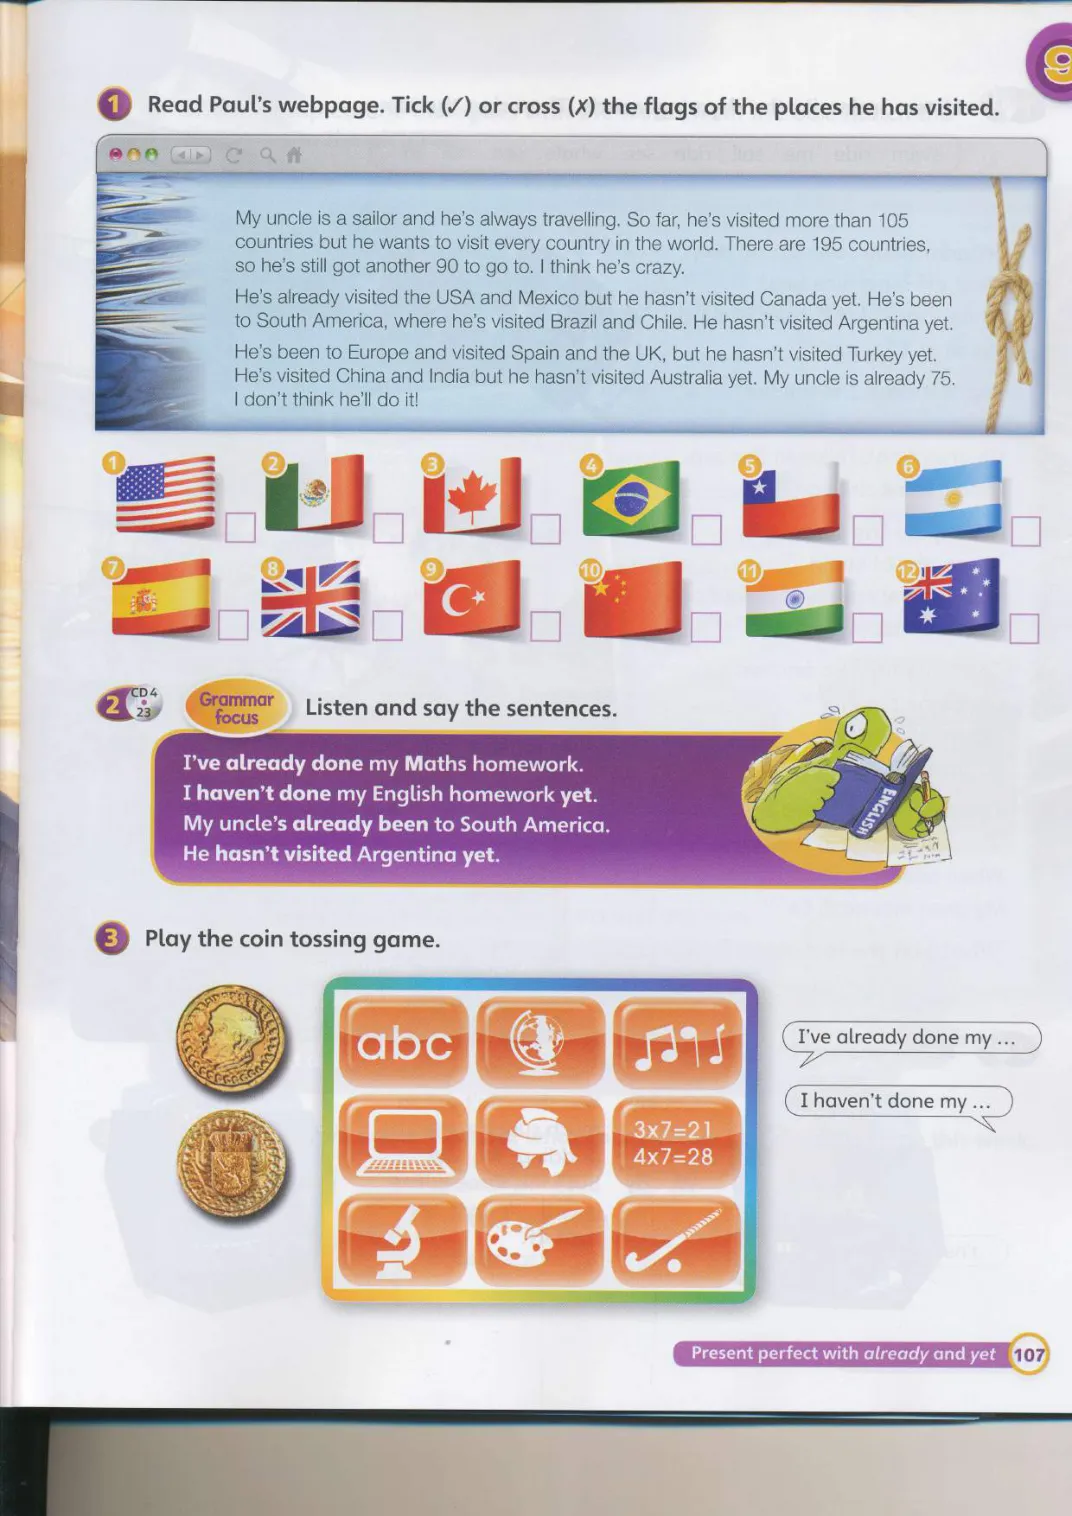 9
1 Read Paul's webpage. Tick (✓) or cross (✗) the flags of the places he has visited.
My uncle is a sailor and he's always travelling. So far, he's visited more than 105
countries but he wants to visit every country in the world. There are 195 countries,
so he's still got another 90 to go to. I think he's crazy.
He's already visited the USA and Mexico but he hasn't visited Canada yet. He's been
to South America, where he's visited Brazil and Chile. He hasn't visited Argentina yet.
He's been to Europe and visited Spain and the UK, but he hasn't visited Turkey yet.
He's visited China and India but he hasn't visited Australia yet. My uncle is already 75.
I don't think he'll do it!
1 2 3 4 5 6
7 8 9 10 11 12
2 CD4 23 Grammar focus Listen and say the sentences.
I've already done my Maths homework.
I haven't done my English homework yet.
My uncle's already been to South America.
He hasn't visited Argentina yet.
ENGLISH
3 Play the coin tossing game.
abc
I've already done my ...
I haven't done my ...
3x7=21
4x7=28
Present perfect with already and yet 107